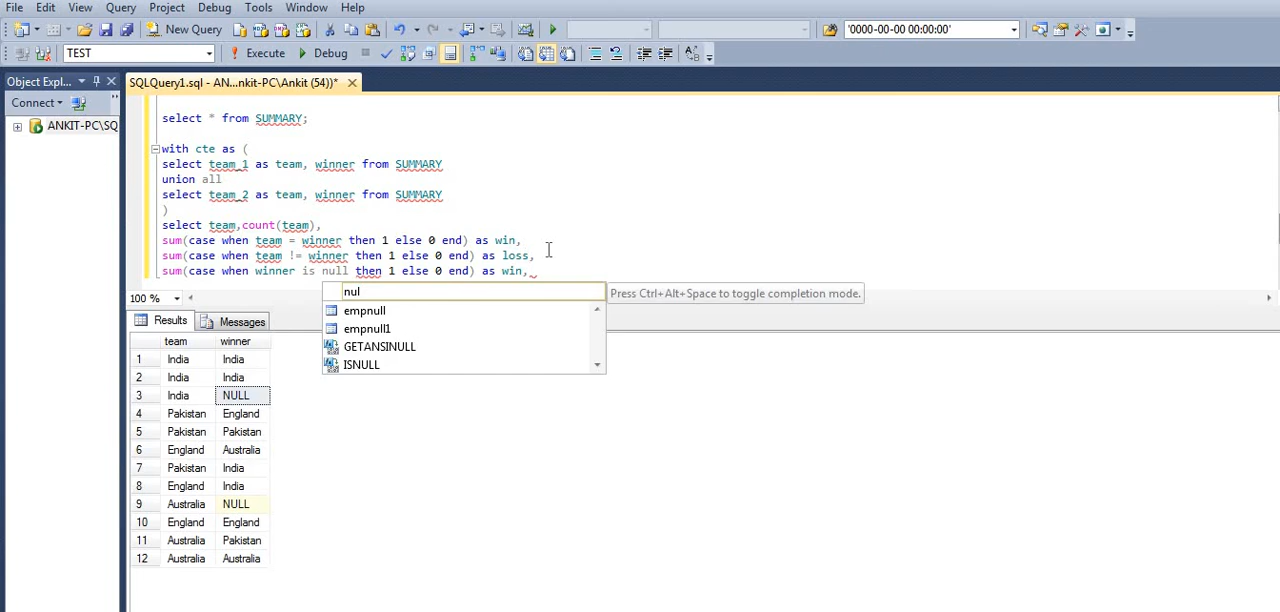 File Edit View Query Project Debug Tools Window Help
New Query '0000-00-00 00:00:00'
TEST Execute Debug
Object Expl... SQLQuery1.sql - AN...nkit-PC\Ankit (54))*
Connect
ANKIT-PC\SQ
select * from SUMMARY;
with cte as (
select team_1 as team, winner from SUMMARY
union all
select team_2 as team, winner from SUMMARY
)
select team,count(team),
sum(case when team = winner then 1 else 0 end) as win,
sum(case when team != winner then 1 else 0 end) as loss,
sum(case when winner is null then 1 else 0 end) as win,
100 %
nul
Press Ctrl+Alt+Space to toggle completion mode.
empnull
empnull1
GETANSINULL
ISNULL
Results Messages
team winner
1 India India
2 India India
3 India NULL
4 Pakistan England
5 Pakistan Pakistan
6 England Australia
7 Pakistan India
8 England India
9 Australia NULL
10 England England
11 Australia Pakistan
12 Australia Australia